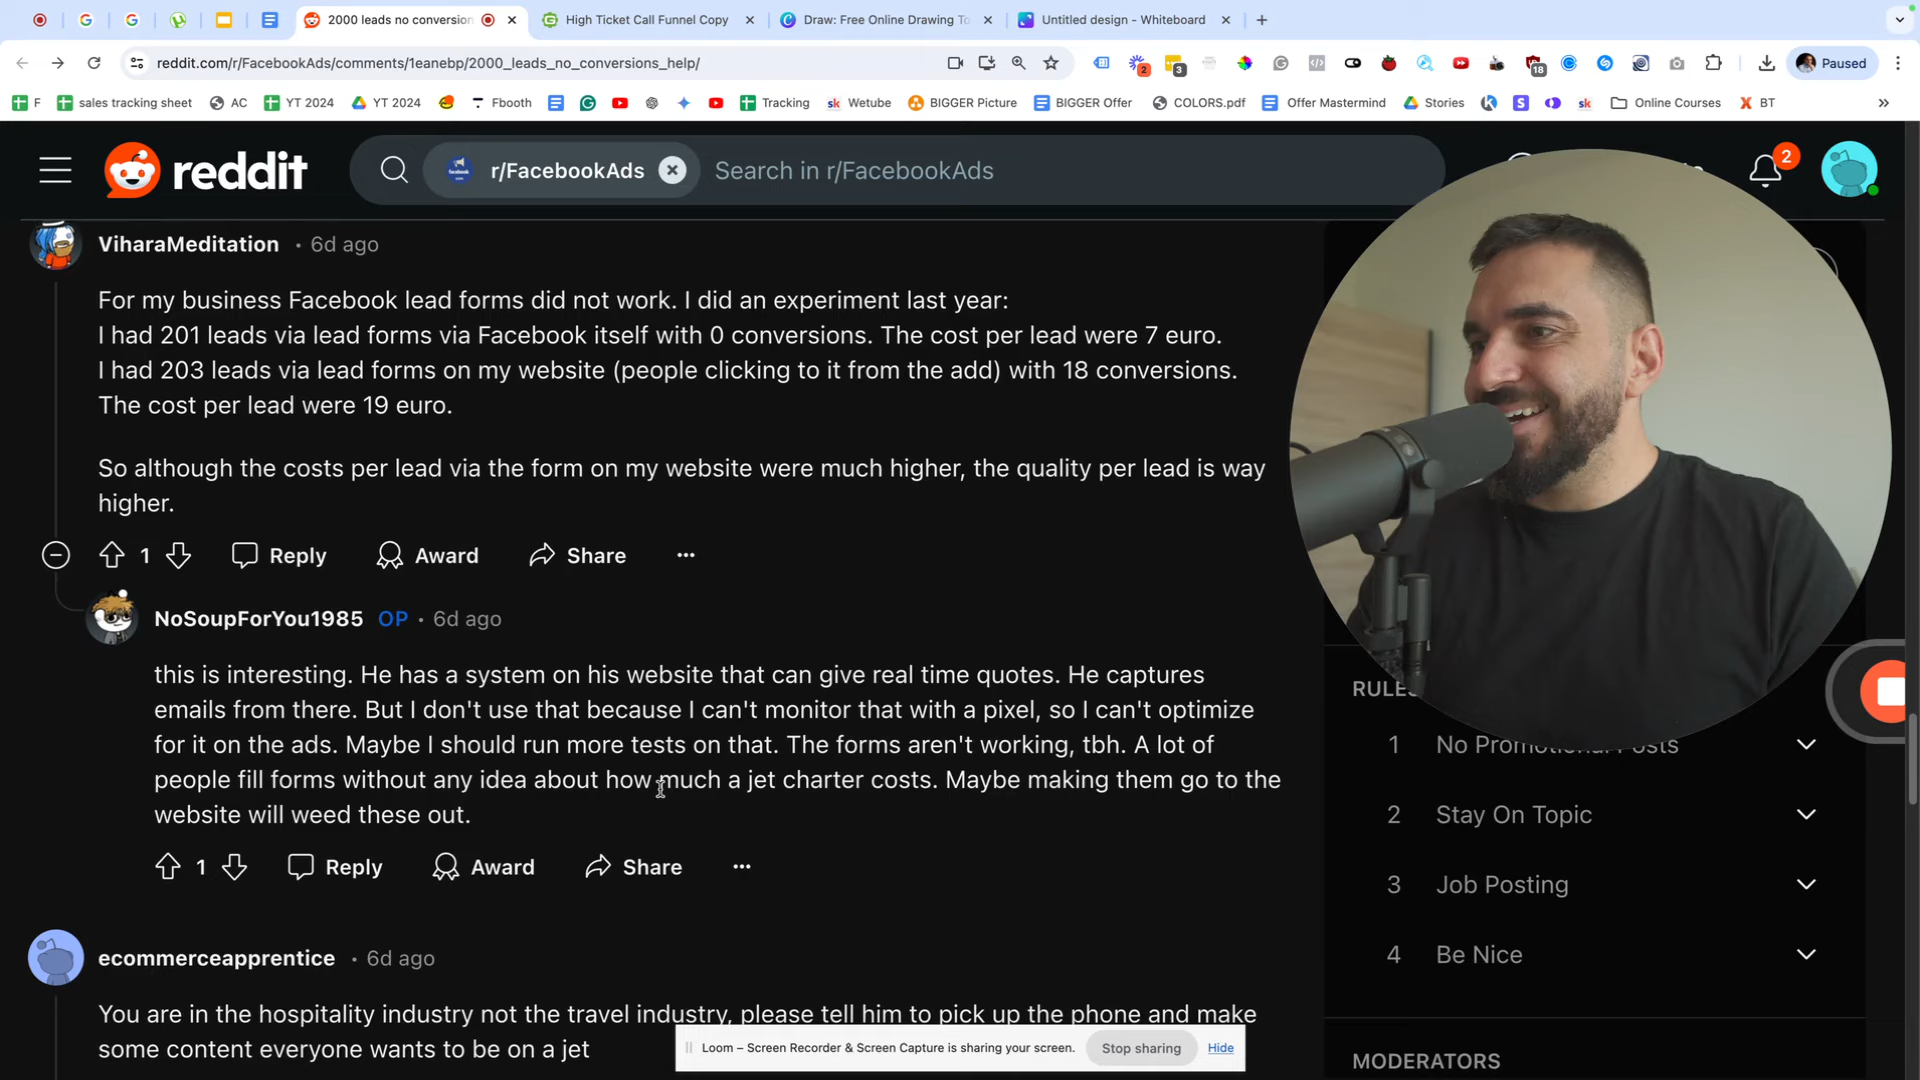 2000 leads no conversion
High Ticket Call Funnel Copy
Draw: Free Online Drawing To
Untitled design - Whiteboard
reddit.com/r/FacebookAds/comments/1eanebp/2000_leads_no_conversions_help/
2
3
18
Paused
F
sales tracking sheet
AC
YT 2024
YT 2024
Fbooth
Tracking
sk
Wetube
BIGGER Picture
BIGGER Offer
COLORS.pdf
Offer Mastermind
Stories
sk
Online Courses
BT
reddit
r/FacebookAds
Search in r/FacebookAds
2
ViharaMeditation • 6d ago
For my business Facebook lead forms did not work. I did an experiment last year:
I had 201 leads via lead forms via Facebook itself with 0 conversions. The cost per lead were 7 euro.
I had 203 leads via lead forms on my website (people clicking to it from the add) with 18 conversions.
The cost per lead were 19 euro.
So although the costs per lead via the form on my website were much higher, the quality per lead is way
higher.
1 Reply Award Share
NoSoupForYou1985 OP • 6d ago
this is interesting. He has a system on his website that can give real time quotes. He captures
emails from there. But I don't use that because I can't monitor that with a pixel, so I can't optimize
for it on the ads. Maybe I should run more tests on that. The forms aren't working, tbh. A lot of
people fill forms without any idea about how much a jet charter costs. Maybe making them go to the
website will weed these out.
1 Reply Award Share
ecommerceapprentice • 6d ago
You are in the hospitality industry not the travel industry, please tell him to pick up the phone and make
some content everyone wants to be on a jet
RULES
1 No Promotional Posts
2 Stay On Topic
3 Job Posting
4 Be Nice
MODERATORS
Loom – Screen Recorder & Screen Capture is sharing your screen.
Stop sharing
Hide